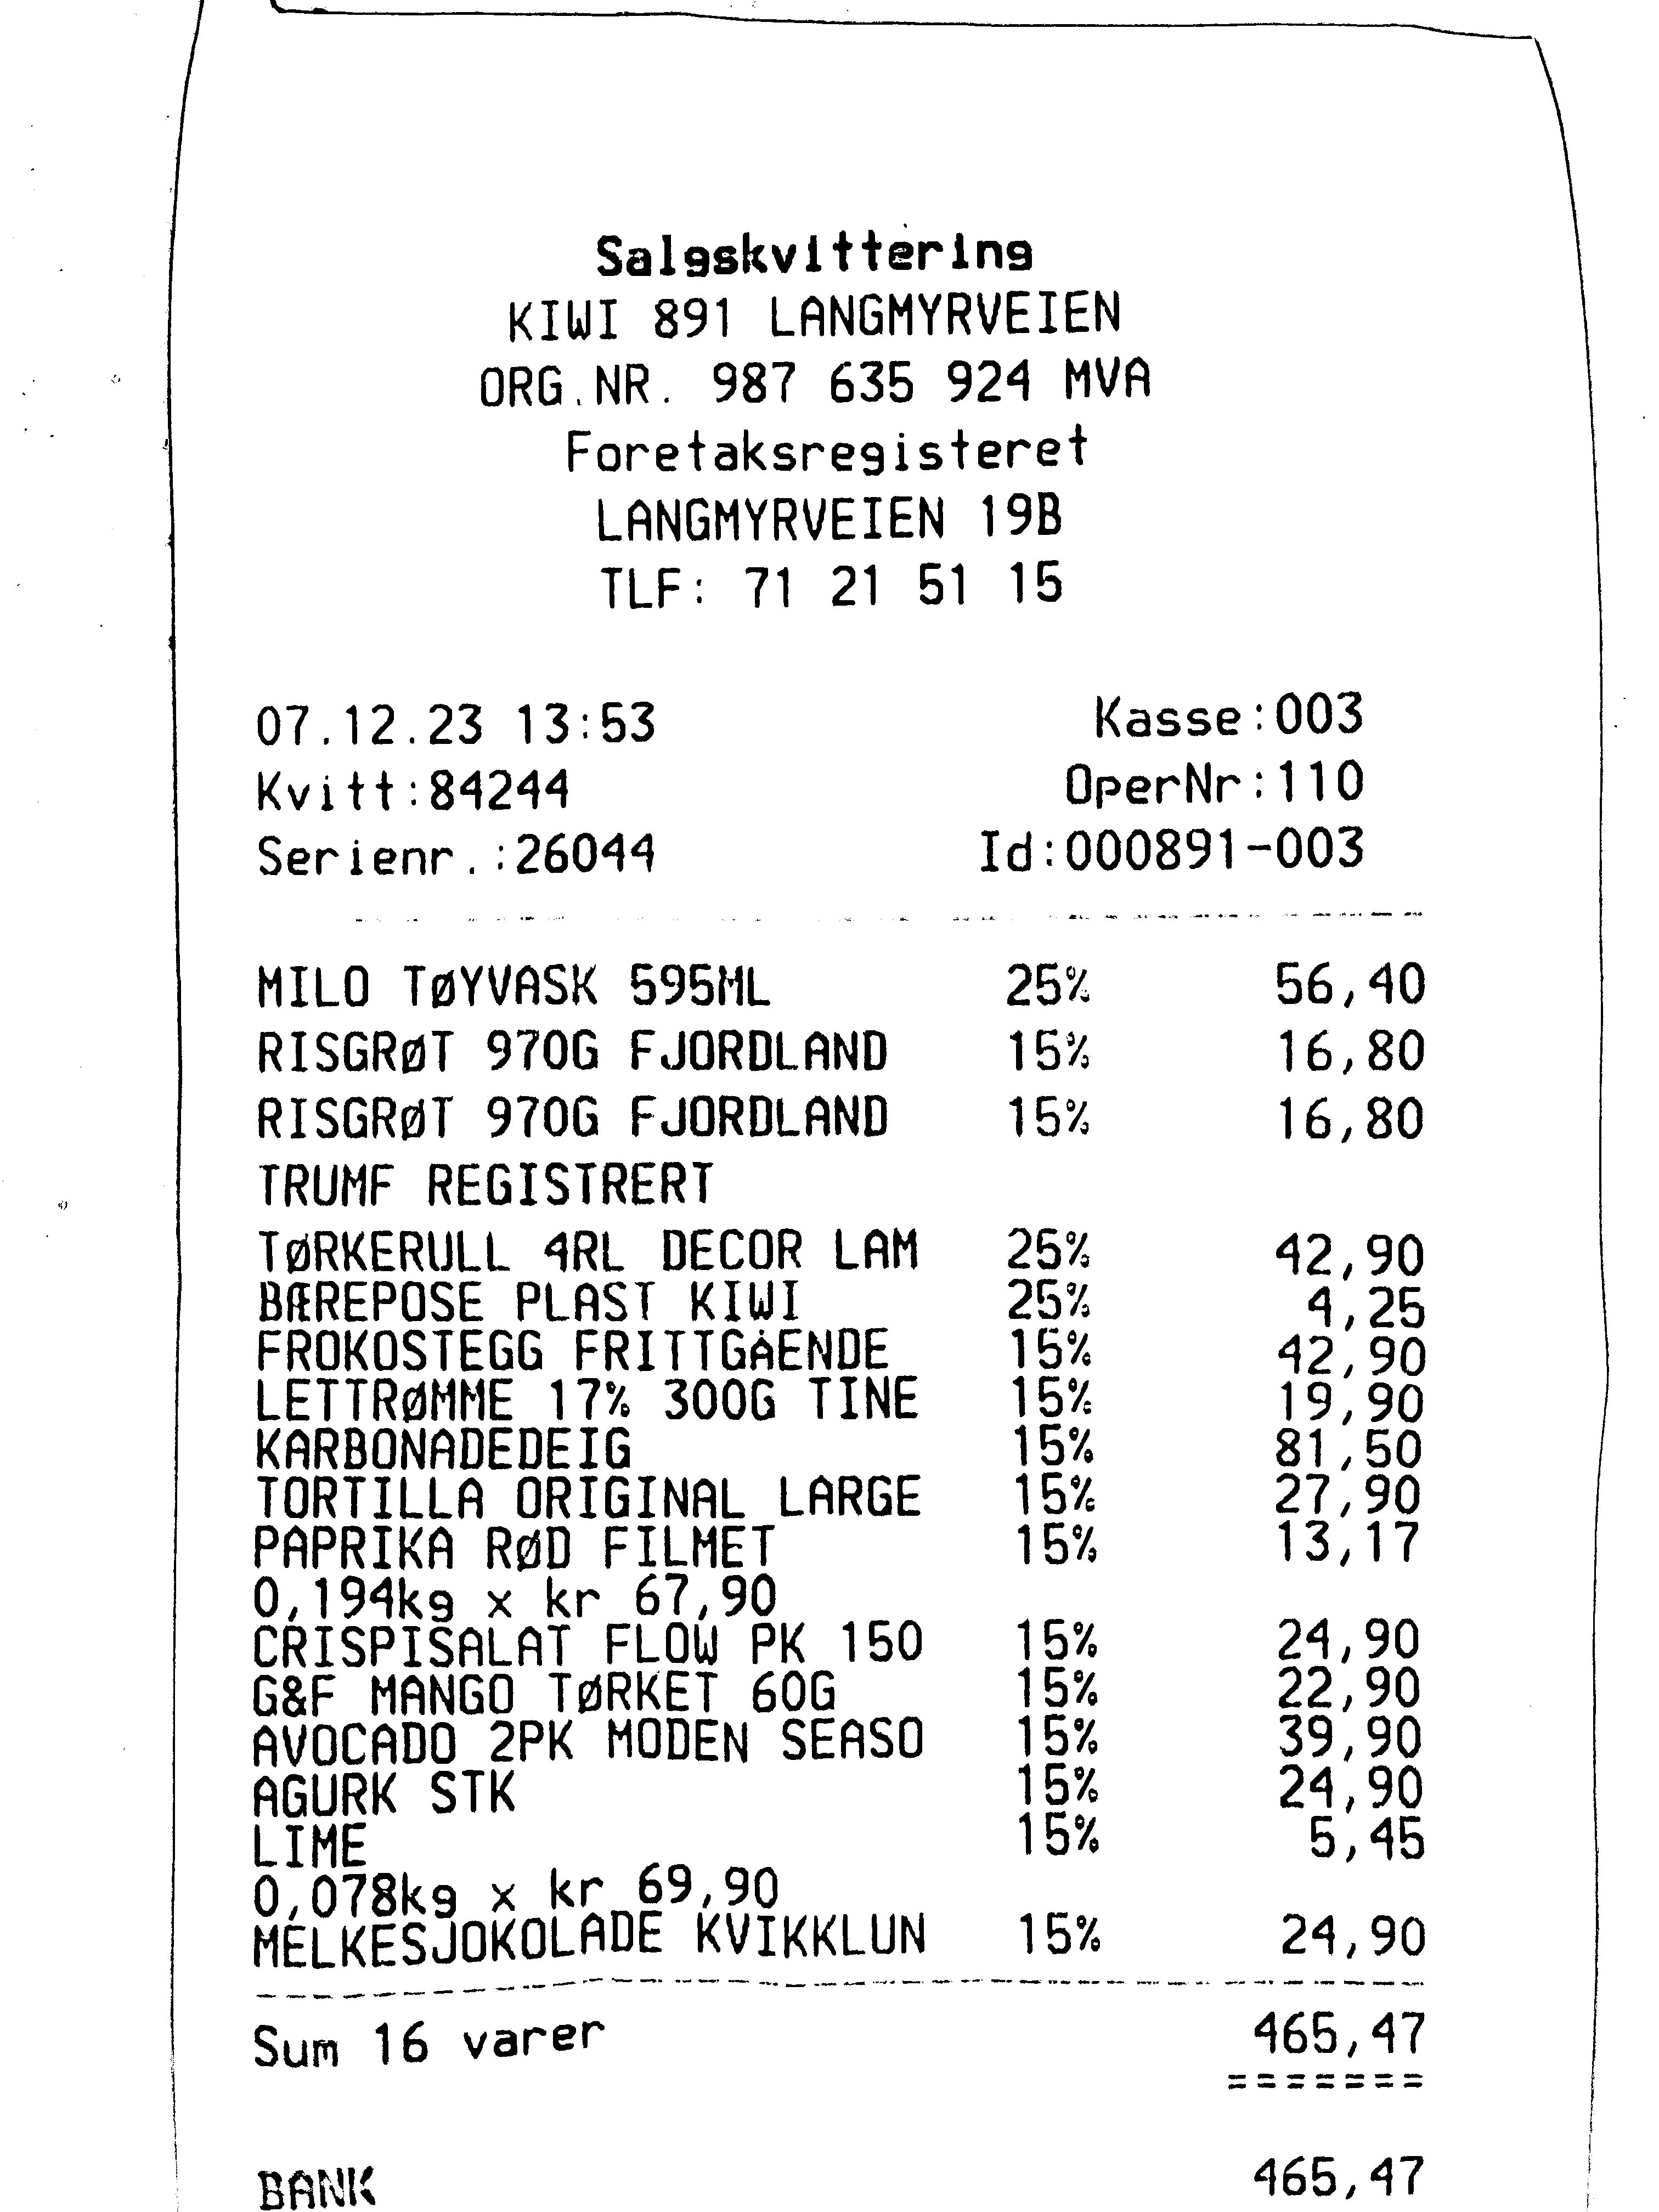 Salgskvittering
KIWI 891 LANGMYRVEIEN
ORG.NR. 987 635 924 MVA
Foretaksregisteret
LANGMYRVEIEN 19B
TLF: 71 21 51 15
07.12.23 13:53 Kasse:003
Kvitt:84244 OperNr:110
Serienr.:26044 Id:000891-003
MILO TØYVASK 595ML 25% 56,40
RISGRØT 970G FJORDLAND 15% 16,80
RISGRØT 970G FJORDLAND 15% 16,80
TRUMF REGISTRERT
TØRKERULL 4RL DECOR LAM 25% 42,90
BÆREPOSE PLAST KIWI 25% 4,25
FROKOSTEGG FRITTGÅENDE 15% 42,90
LETTRØMME 17% 300G TINE 15% 19,90
KARBONADEDEIG 15% 81,50
TORTILLA ORIGINAL LARGE 15% 27,90
PAPRIKA RØD FILMET 15% 13,17
0,194kg x kr 67,90
CRISPISALAT FLOW PK 150 15% 24,90
G&F MANGO TØRKET 60G 15% 22,90
AVOCADO 2PK MODEN SEASO 15% 39,90
AGURK STK 15% 24,90
LIME 15% 5,45
0,078kg x kr 69,90
MELKESJOKOLADE KVIKKLUN 15% 24,90
Sum 16 varer 465,47
=======
BANK 465,47